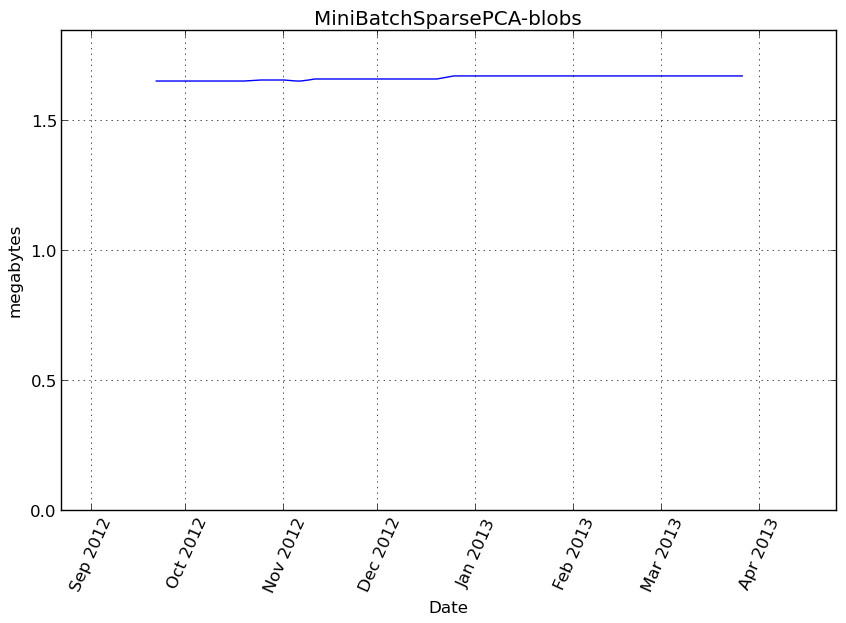 MiniBatchSparsePCA-blobs
megabytes
1.5
1.0
0.5
0.0
Sep 2012
Oct 2012
Nov 2012
Dec 2012
Jan 2013
Feb 2013
Mar 2013
Apr 2013
Date